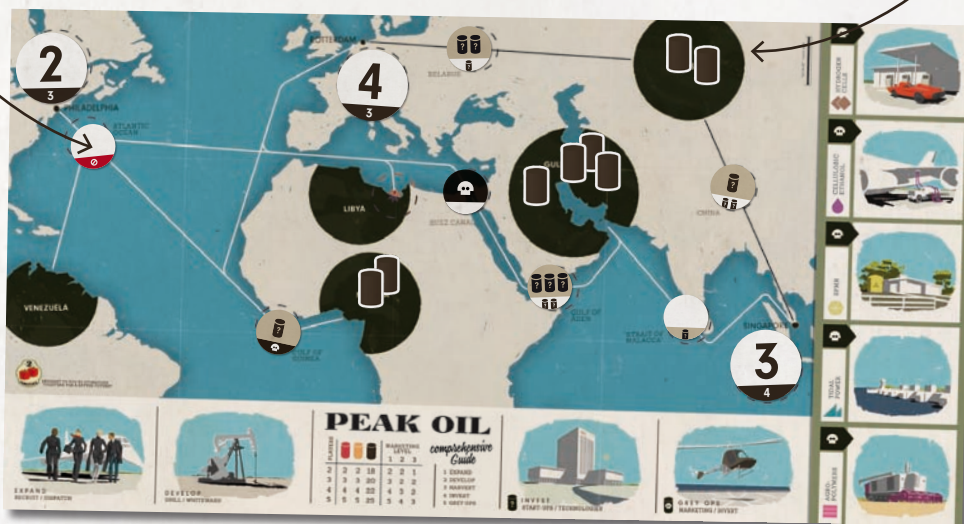 2
3
PHILADELPHIA
ATLANTIC
OCEAN
ROTTERDAM
4
3
BELARUS
?
?
LIBYA
SUEZ CANAL
CHINA
?
VENEZUELA
?
GULF OF
GUINEA
? ? ?
GULF OF
ADEN
STRAIT OF
MALACCA
SINGAPORE
3
4
HYDROGEN
CELLS
CELLULOSIC
ETHANOL
TIDAL
POWER
EXPAND
RECRUIT / DISPATCH
DEVELOP
DRILL / WHITEWASH
PEAK OIL
PLAYERS
MARKETING
LEVEL
1 2 3
2 2 2 18 2 2 1
3 3 3 20 3 2 2
4 4 4 22 4 3 2
5 5 5 25 5 4 3
comprehensive
Guide
1 EXPAND
2 DEVELOP
3 HARVEST
4 INVEST
5 GREY OPS
INVEST
START-UPS / TECHNOLOGIES
GREY OPS
MARKETING / INVEST